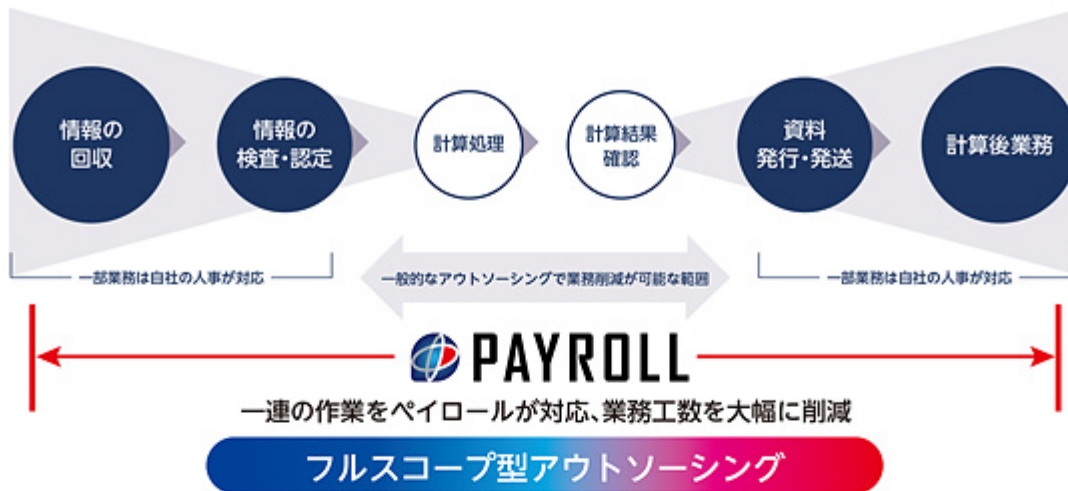 情報の
回収
情報の
検査・認定
計算処理
計算結果
確認
資料
発行・発送
計算後業務
一部業務は自社の人事が対応
一般的なアウトソーシングで業務削減が可能な範囲
一部業務は自社の人事が対応
PAYROLL
一連の作業をペイロールが対応、業務工数を大幅に削減
フルスコープ型アウトソーシング